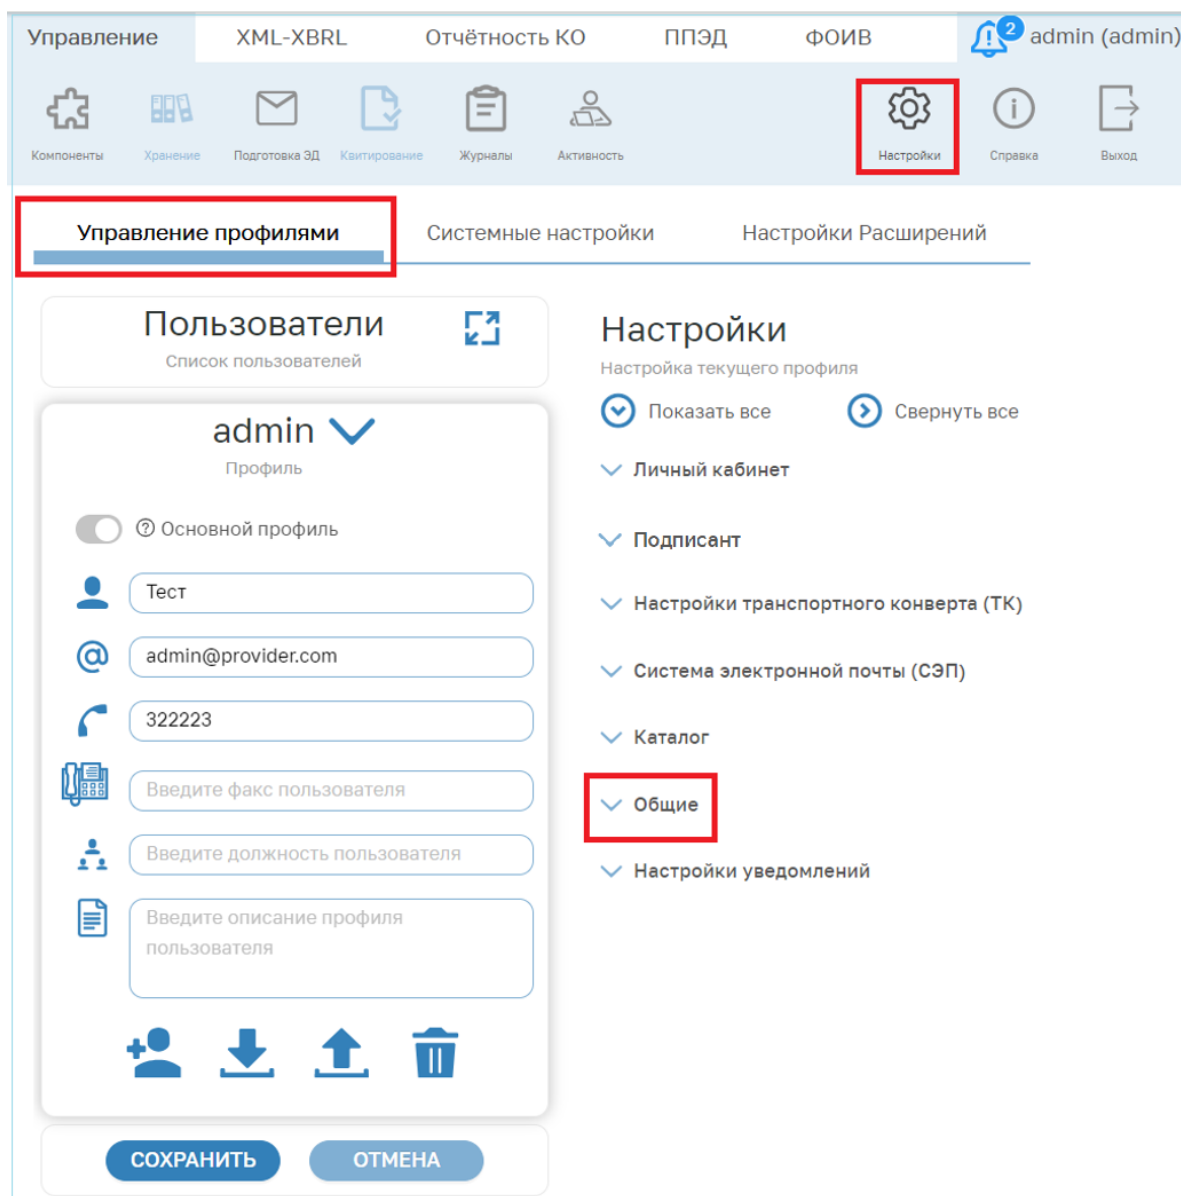 Управление XML-XBRL Отчётность КО ППЭД ФОИВ 2 admin (admin)
Компоненты Хранение Подготовка ЭД Квитирование Журналы Активность Настройки Справка Выход
Управление профилями Системные настройки Настройки Расширений
Пользователи
Список пользователей
admin
Профиль
Основной профиль
Тест
admin@provider.com
322223
Введите факс пользователя
Введите должность пользователя
Введите описание профиля
пользователя
СОХРАНИТЬ ОТМЕНА
Настройки
Настройка текущего профиля
Показать все Свернуть все
Личный кабинет
Подписант
Настройки транспортного конверта (ТК)
Система электронной почты (СЭП)
Каталог
Общие
Настройки уведомлений